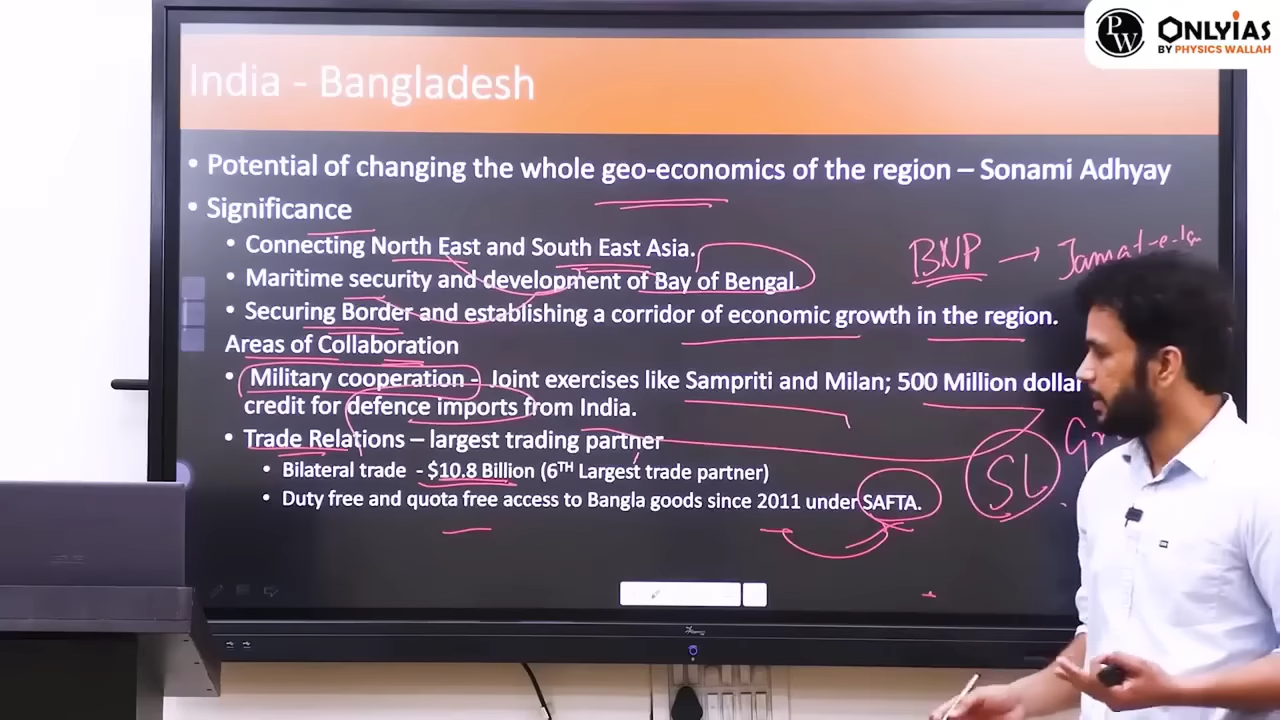 PW ONLYIAS
BY PHYSICS WALLAH
India - Bangladesh
• Potential of changing the whole geo-economics of the region – Sonami Adhyay
• Significance
• Connecting North East and South East Asia.
• Maritime security and development of Bay of Bengal.
BNP → Jamat-e-
• Securing Border and establishing a corridor of economic growth in the region.
Areas of Collaboration
• Military cooperation - Joint exercises like Sampriti and Milan; 500 Million dollar
credit for defence imports from India.
• Trade Relations – largest trading partner
• Bilateral trade - $10.8 Billion (6TH Largest trade partner)
SL
• Duty free and quota free access to Bangla goods since 2011 under SAFTA.